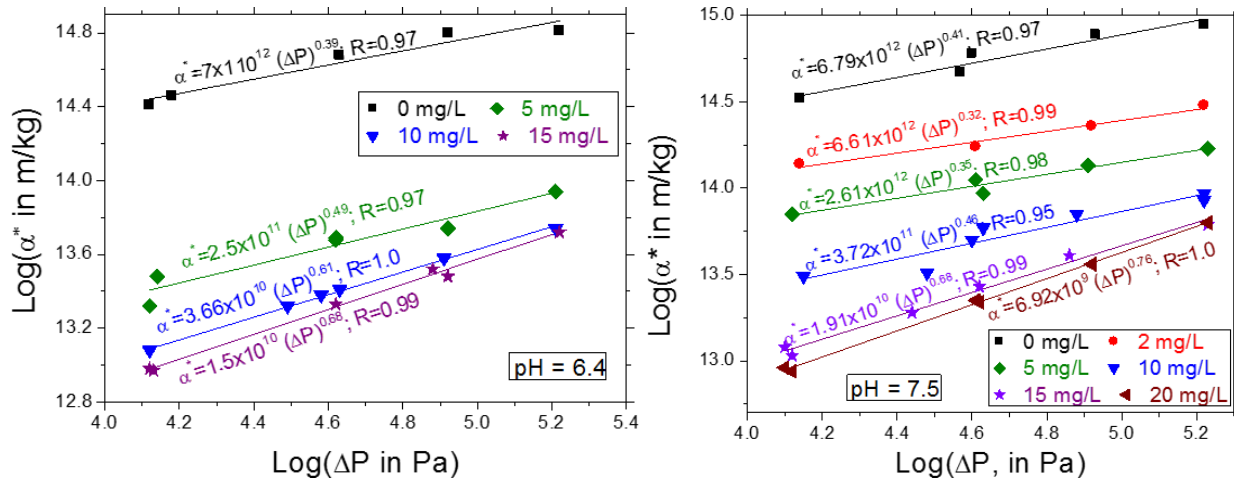 Log(α* in m/kg)
14.8
14.4
14.0
13.6
13.2
12.8
α*=7x110¹² (ΔP)^0.39; R=0.97
0 mg/L 5 mg/L
10 mg/L 15 mg/L
α*=2.5x10¹¹ (ΔP)^0.49; R=0.97
α*=3.66x10¹⁰ (ΔP)^0.61; R=1.0
α*=1.5x10¹⁰ (ΔP)^0.68; R=0.99
pH = 6.4
4.0 4.2 4.4 4.6 4.8 5.0 5.2 5.4
Log(ΔP in Pa)
Log(α* in m/kg)
15.0
14.5
14.0
13.5
13.0
α*=6.79x10¹² (ΔP)^0.41; R=0.97
α*=6.61x10¹² (ΔP)^0.32; R=0.99
α*=2.61x10¹² (ΔP)^0.35; R=0.98
α*=3.72x10¹¹ (ΔP)^0.46; R=0.95
α*=1.91x10¹⁰ (ΔP)^0.68; R=0.99
α*=6.92x10⁹ (ΔP)^0.76; R=1.0
0 mg/L 2 mg/L
5 mg/L 10 mg/L
15 mg/L 20 mg/L
pH = 7.5
4.0 4.2 4.4 4.6 4.8 5.0 5.2
Log(ΔP, in Pa)